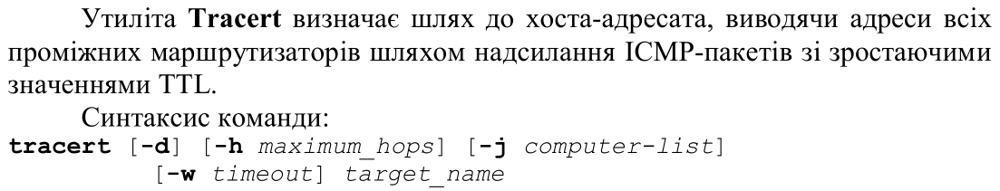 Утиліта Tracert визначає шлях до хоста-адресата, виводячи адреси всіх
проміжних маршрутизаторів шляхом надсилання ICMP-пакетів зі зростаючими
значеннями TTL.
Синтаксис команди:
tracert [-d] [-h maximum_hops] [-j computer-list]
[-w timeout] target_name